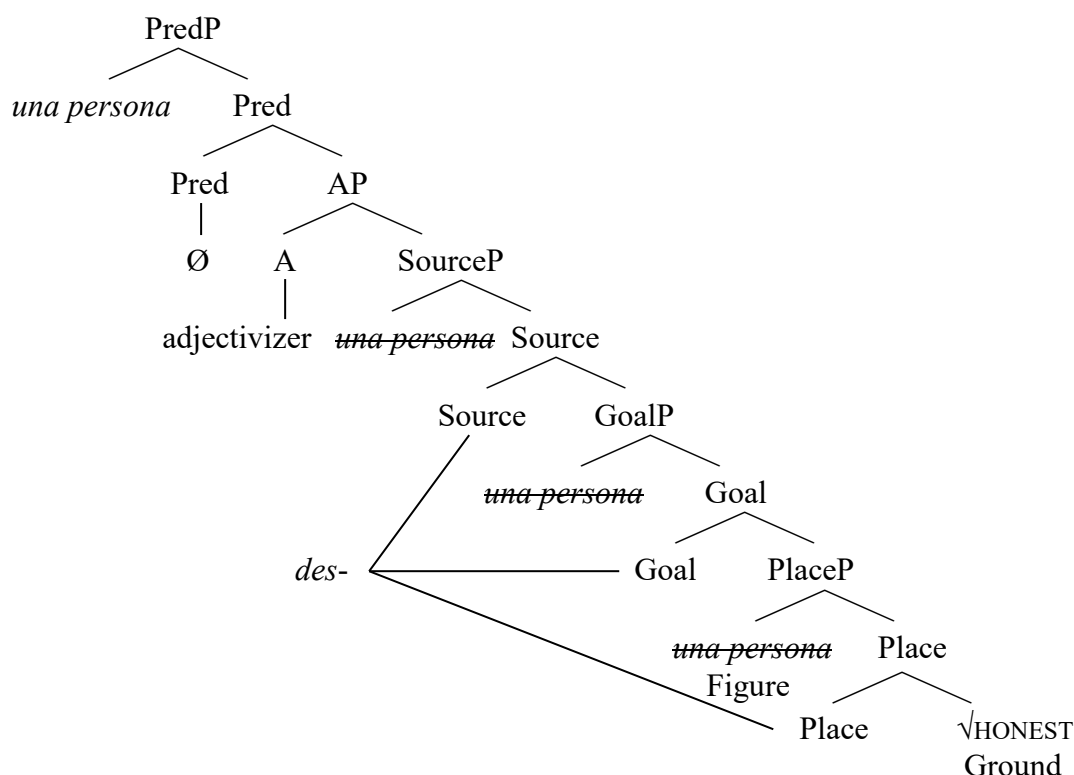 PredP
una persona Pred
Pred AP
Ø A SourceP
adjectivizer una persona Source
Source GoalP
una persona Goal
des- Goal PlaceP
una persona Place
Figure
Place √HONEST
Ground